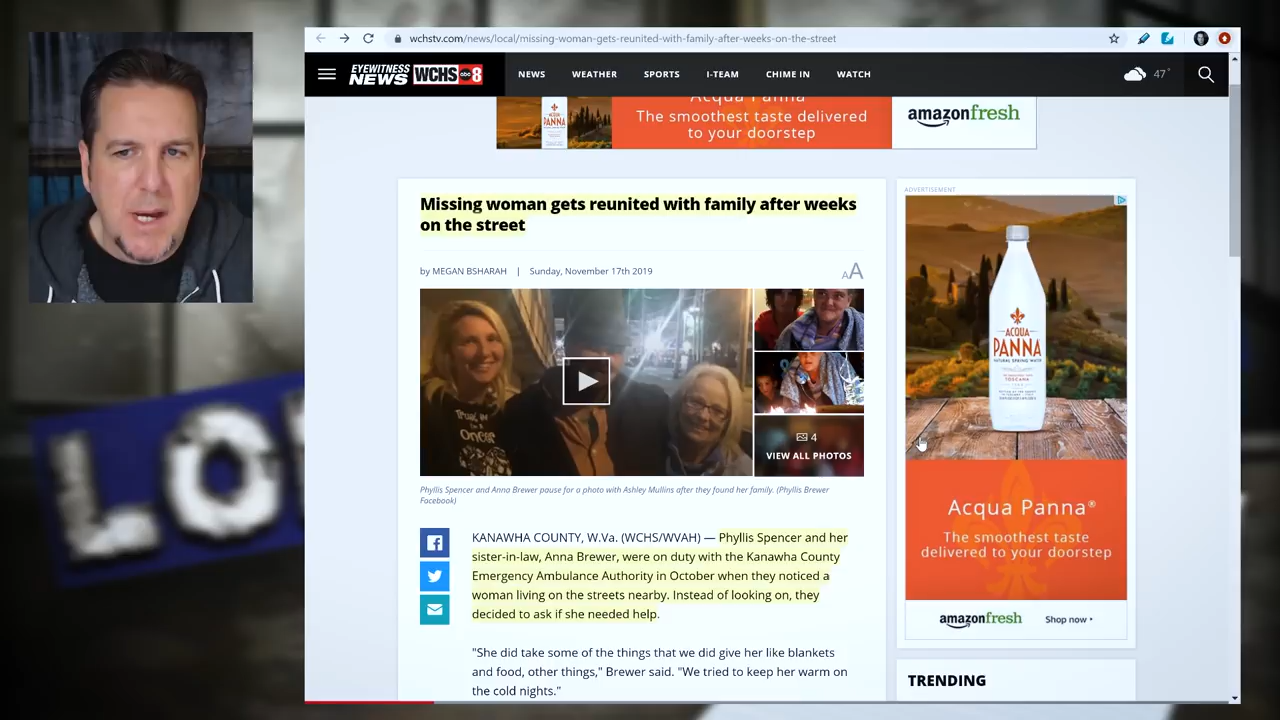 wchstv.com/news/local/missing-woman-gets-reunited-with-family-after-weeks-on-the-street
EYEWITNESS
NEWS WCHS abc 8
NEWS WEATHER SPORTS I-TEAM CHIME IN WATCH
47°
ACQUA
PANNA
Acqua Panna
The smoothest taste delivered
to your doorstep
amazonfresh
Missing woman gets reunited with family after weeks
on the street
by MEGAN BSHARAH | Sunday, November 17th 2019
AA
4
VIEW ALL PHOTOS
Phyllis Spencer and Anna Brewer pause for a photo with Ashley Mullins after they found her family. (Phyllis Brewer
Facebook)
KANAWHA COUNTY, W.Va. (WCHS/WVAH) — Phyllis Spencer and her
sister-in-law, Anna Brewer, were on duty with the Kanawha County
Emergency Ambulance Authority in October when they noticed a
woman living on the streets nearby. Instead of looking on, they
decided to ask if she needed help.
"She did take some of the things that we did give her like blankets
and food, other things," Brewer said. "We tried to keep her warm on
the cold nights."
ADVERTISEMENT
ACQUA
PANNA
NATURAL SPRING WATER
TOSCANA
Acqua Panna®
The smoothest taste
delivered to your doorstep
amazonfresh Shop now
TRENDING
LO